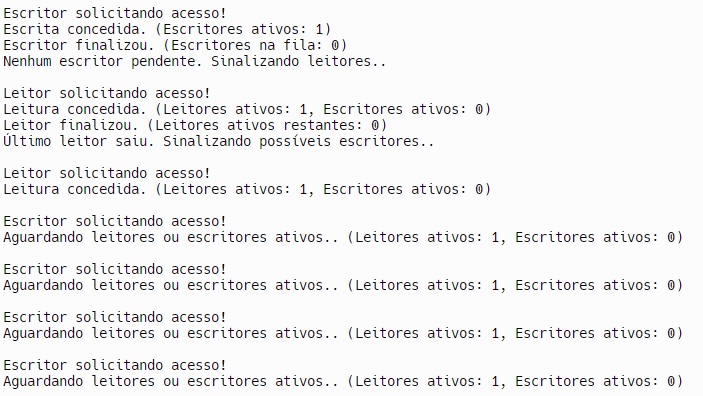 Escritor solicitando acesso!
Escrita concedida. (Escritores ativos: 1)
Escritor finalizou. (Escritores na fila: 0)
Nenhum escritor pendente. Sinalizando leitores..

Leitor solicitando acesso!
Leitura concedida. (Leitores ativos: 1, Escritores ativos: 0)
Leitor finalizou. (Leitores ativos restantes: 0)
Último leitor saiu. Sinalizando possíveis escritores..

Leitor solicitando acesso!
Leitura concedida. (Leitores ativos: 1, Escritores ativos: 0)

Escritor solicitando acesso!
Aguardando leitores ou escritores ativos.. (Leitores ativos: 1, Escritores ativos: 0)

Escritor solicitando acesso!
Aguardando leitores ou escritores ativos.. (Leitores ativos: 1, Escritores ativos: 0)

Escritor solicitando acesso!
Aguardando leitores ou escritores ativos.. (Leitores ativos: 1, Escritores ativos: 0)

Escritor solicitando acesso!
Aguardando leitores ou escritores ativos.. (Leitores ativos: 1, Escritores ativos: 0)